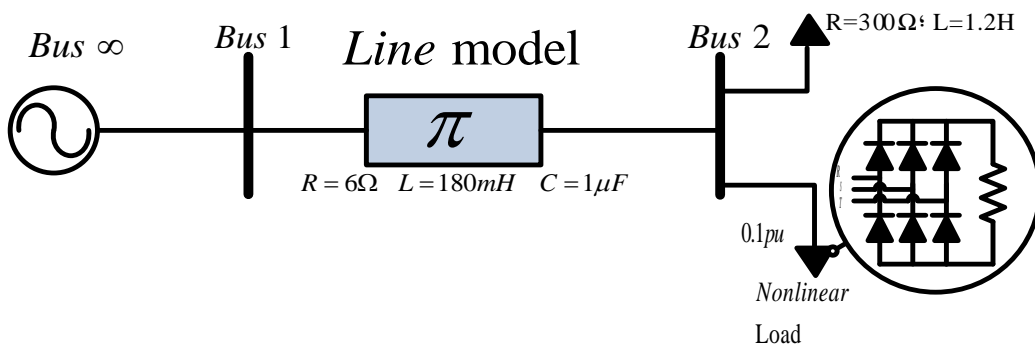 Bus ∞
Bus 1
Line model
Bus 2
R=300Ω؛ L=1.2H
π
R = 6Ω L = 180mH C = 1μF
0.1pu
Nonlinear
Load